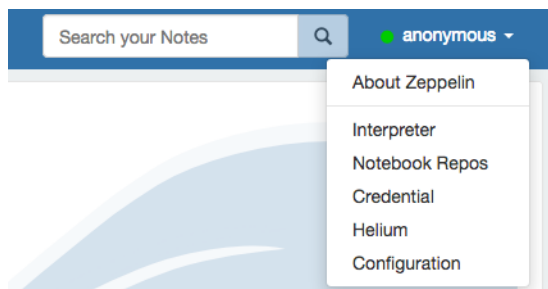 Search your Notes
anonymous
About Zeppelin
Interpreter
Notebook Repos
Credential
Helium
Configuration